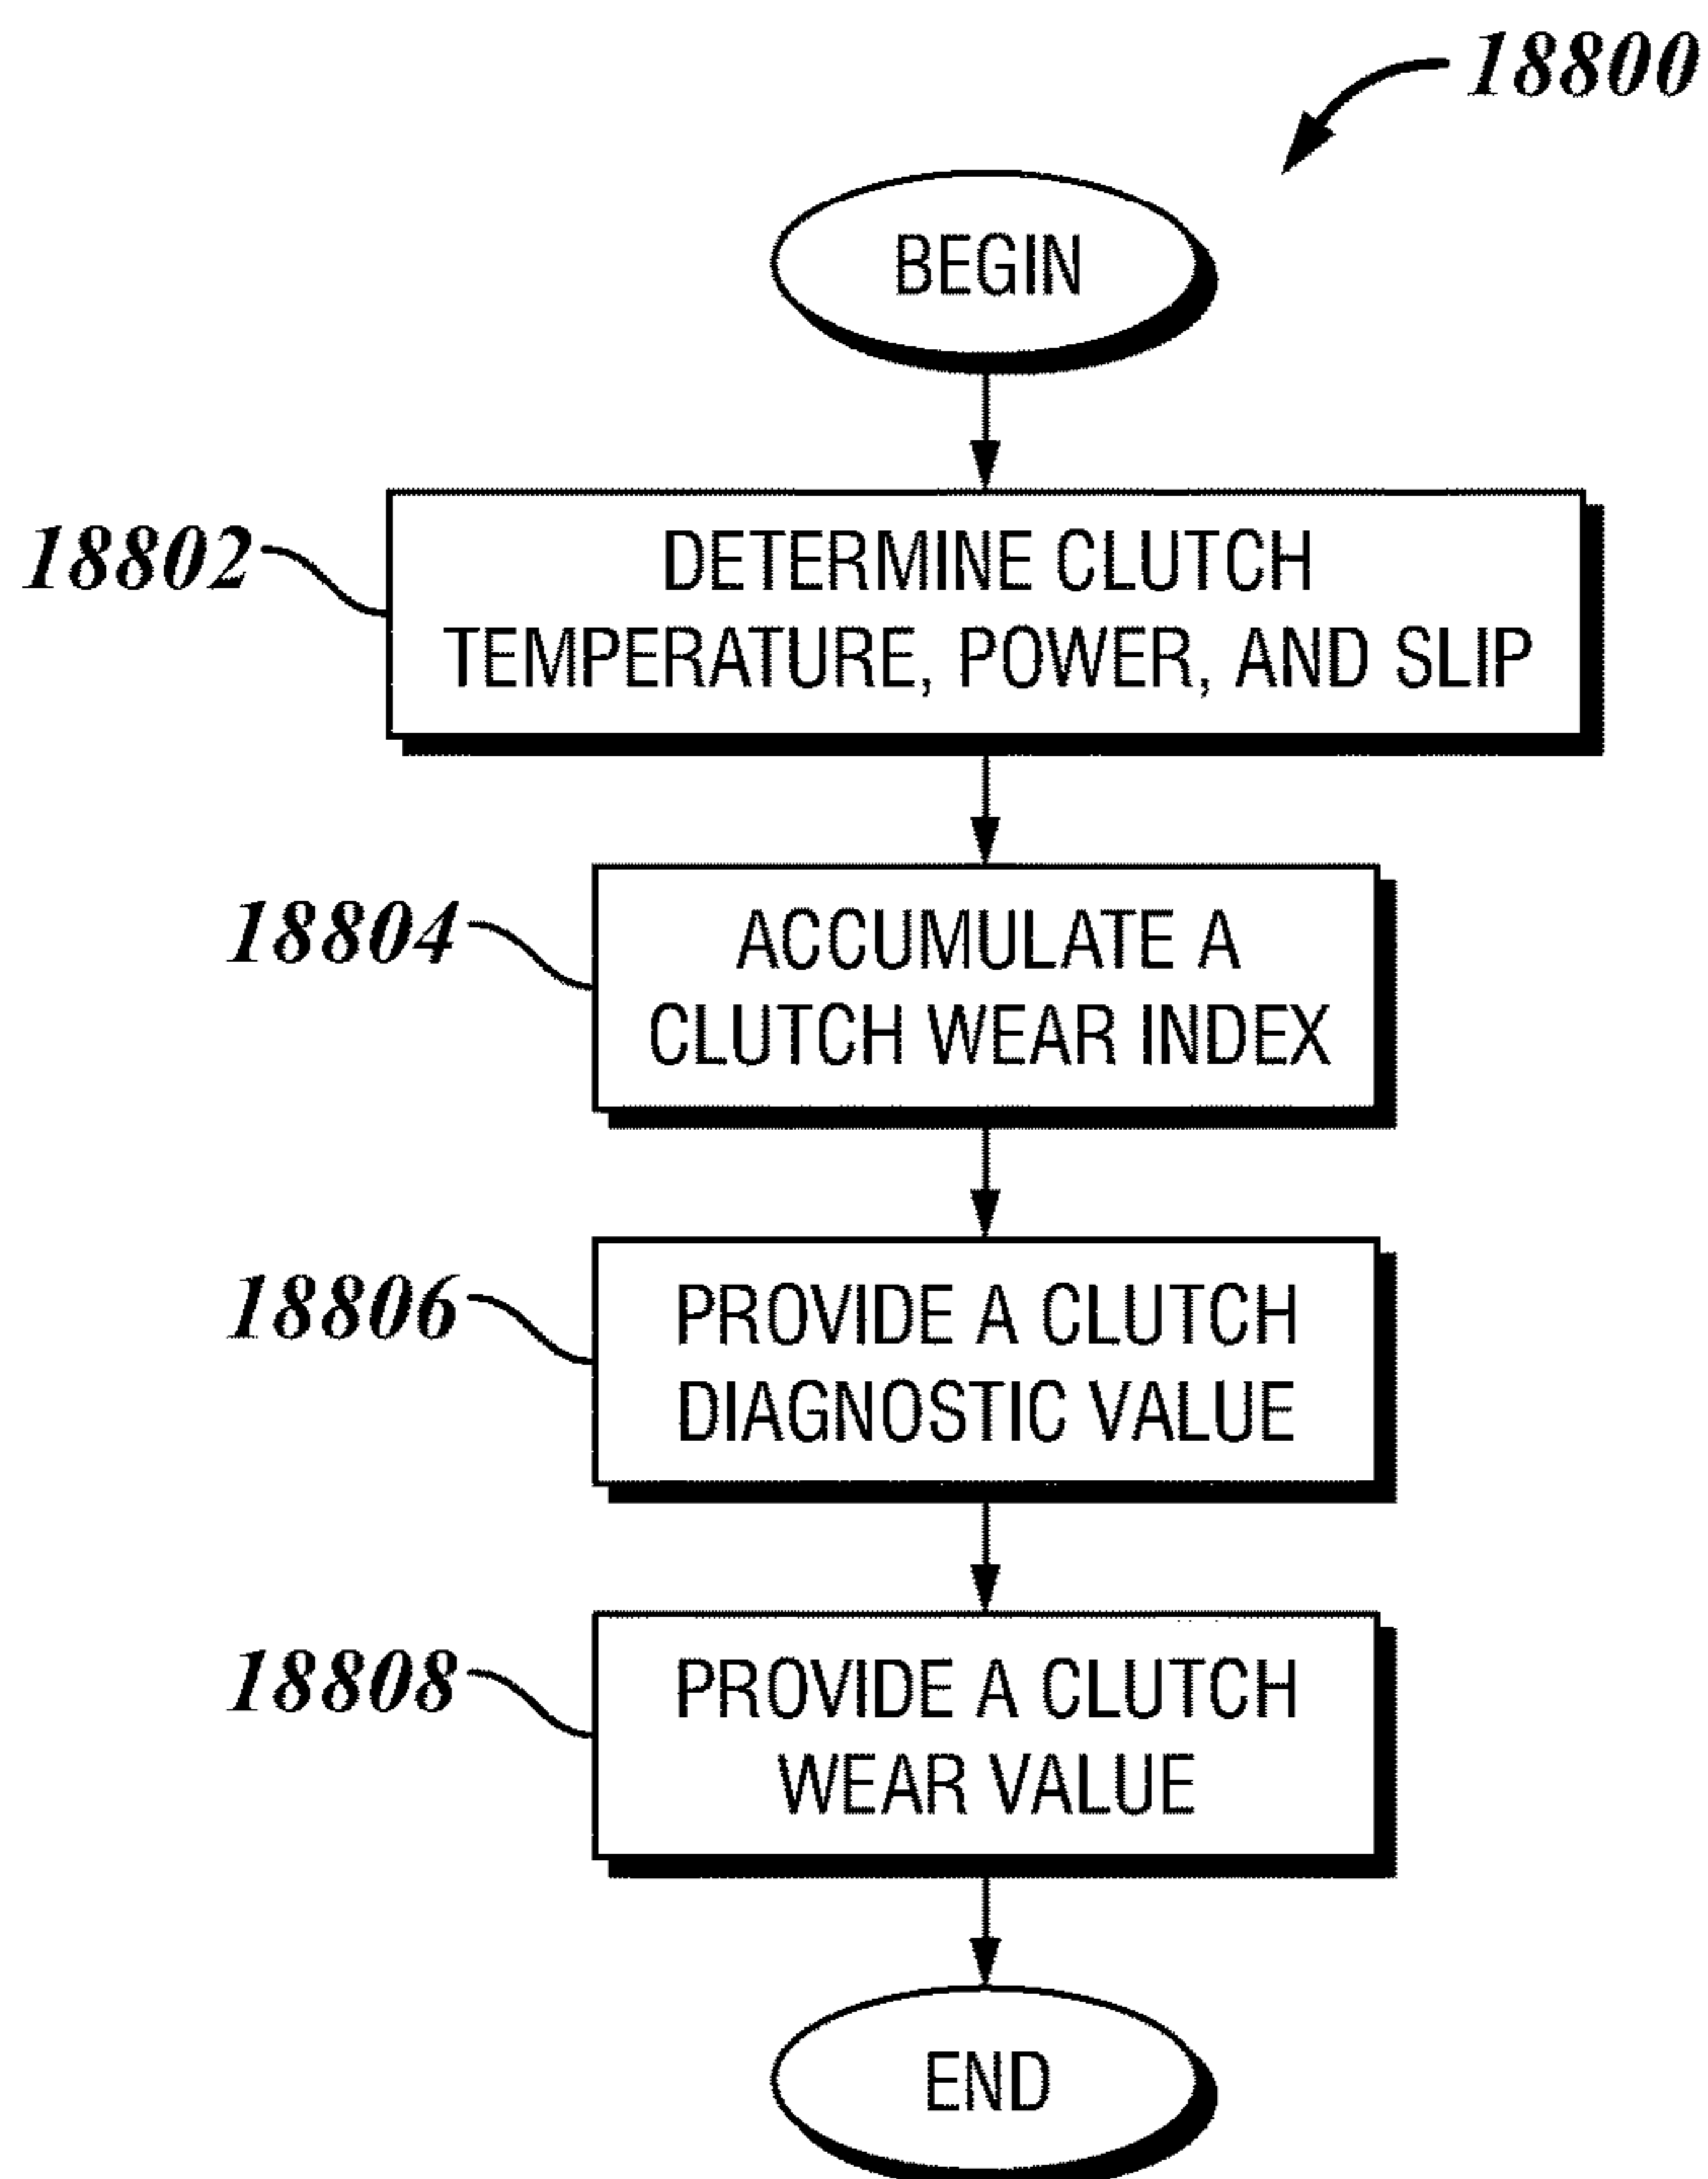 18800
BEGIN
18802
DETERMINE CLUTCH
TEMPERATURE, POWER, AND SLIP
18804
ACCUMULATE A
CLUTCH WEAR INDEX
18806
PROVIDE A CLUTCH
DIAGNOSTIC VALUE
18808
PROVIDE A CLUTCH
WEAR VALUE
END